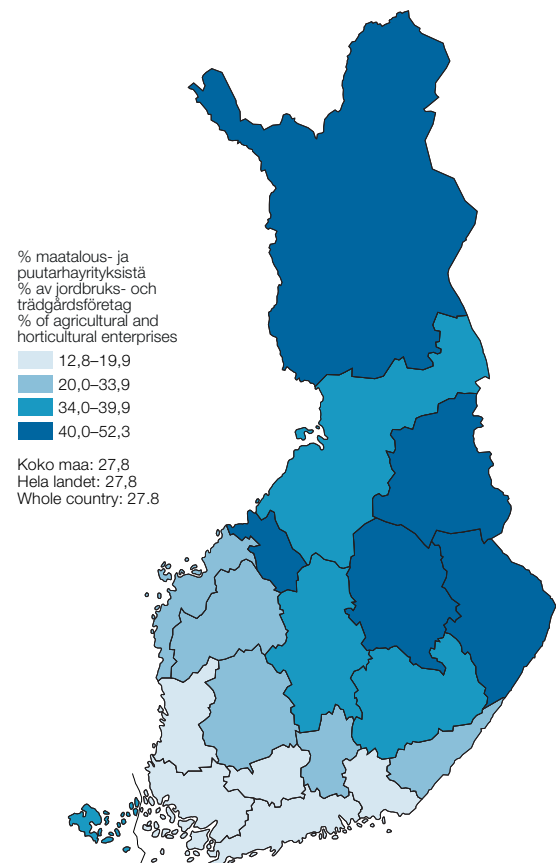 % maatalous- ja
puutarhayrityksistä
% av jordbruks- och
trädgårdsföretag
% of agricultural and
horticultural enterprises
12,8–19,9
20,0–33,9
34,0–39,9
40,0–52,3
Koko maa: 27,8
Hela landet: 27,8
Whole country: 27.8